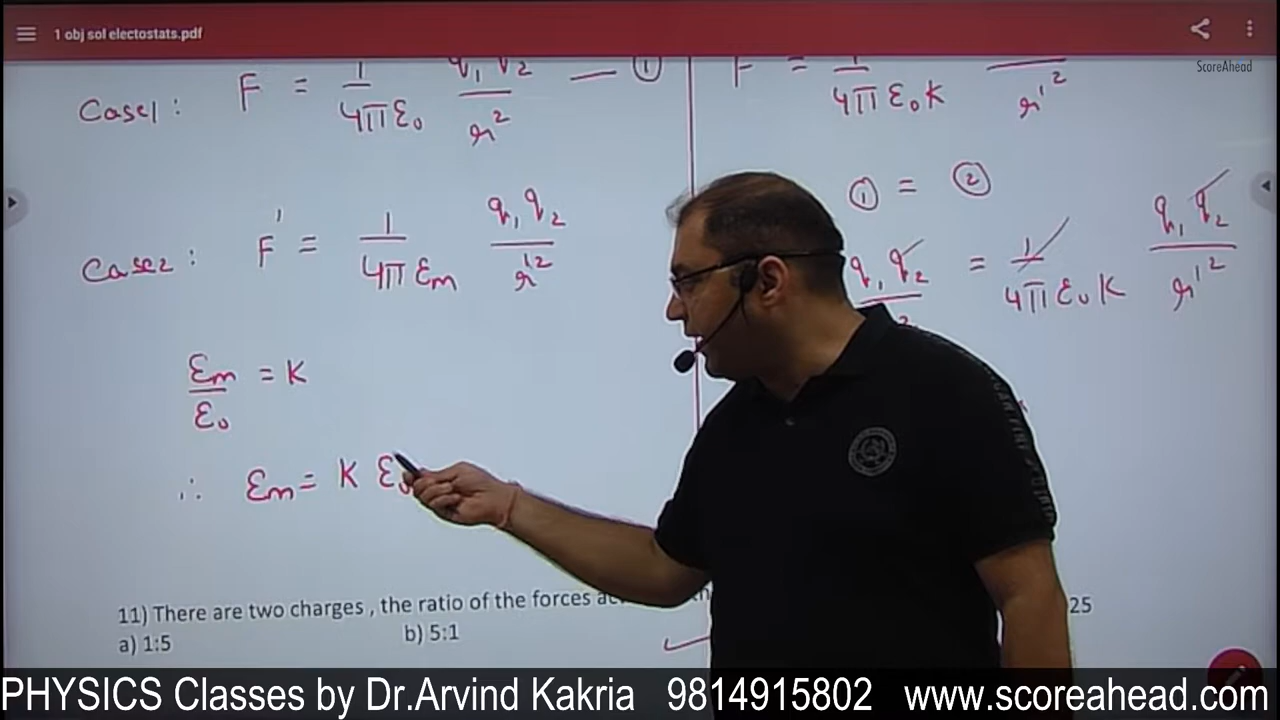 1 obj sol electostats.pdf
ScoreAhead
Case1 : F = 1/4πε₀ q₁q₂/r² — ①
Case2 : F' = 1/4πεm q₁q₂/r'²
εm/ε₀ = K
∴ εm = K ε₀
F = 1/4πε₀K /r'²
① = ②
q₁q₂ = 1/4πε₀K q₁q₂/r'²
11) There are two charges , the ratio of the forces 25
a) 1:5 b) 5:1
PHYSICS Classes by Dr.Arvind Kakria 9814915802 www.scoreahead.com